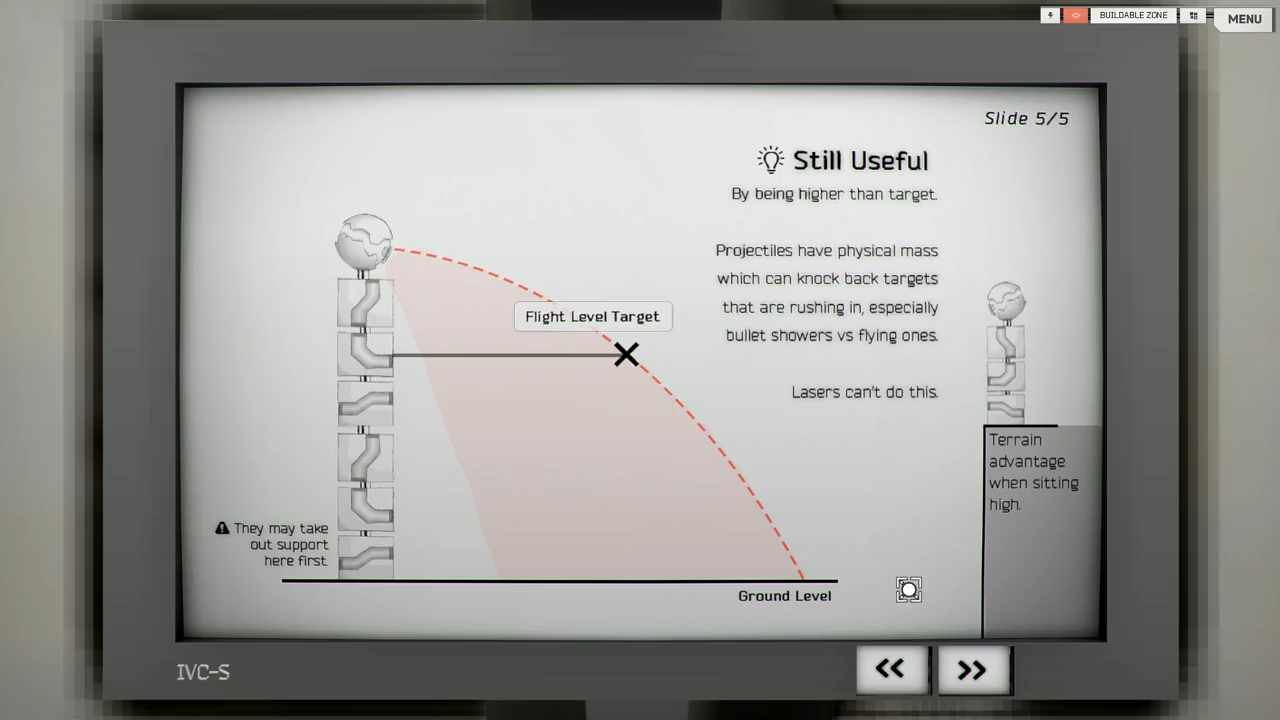 BUILDABLE ZONE
MENU
Slide 5/5
Still Useful
By being higher than target.
Projectiles have physical mass
which can knock back targets
that are rushing in, especially
bullet showers vs flying ones.
Lasers can't do this.
Flight Level Target
Terrain
advantage
when sitting
high.
They may take
out support
here first.
Ground Level
IVC-S